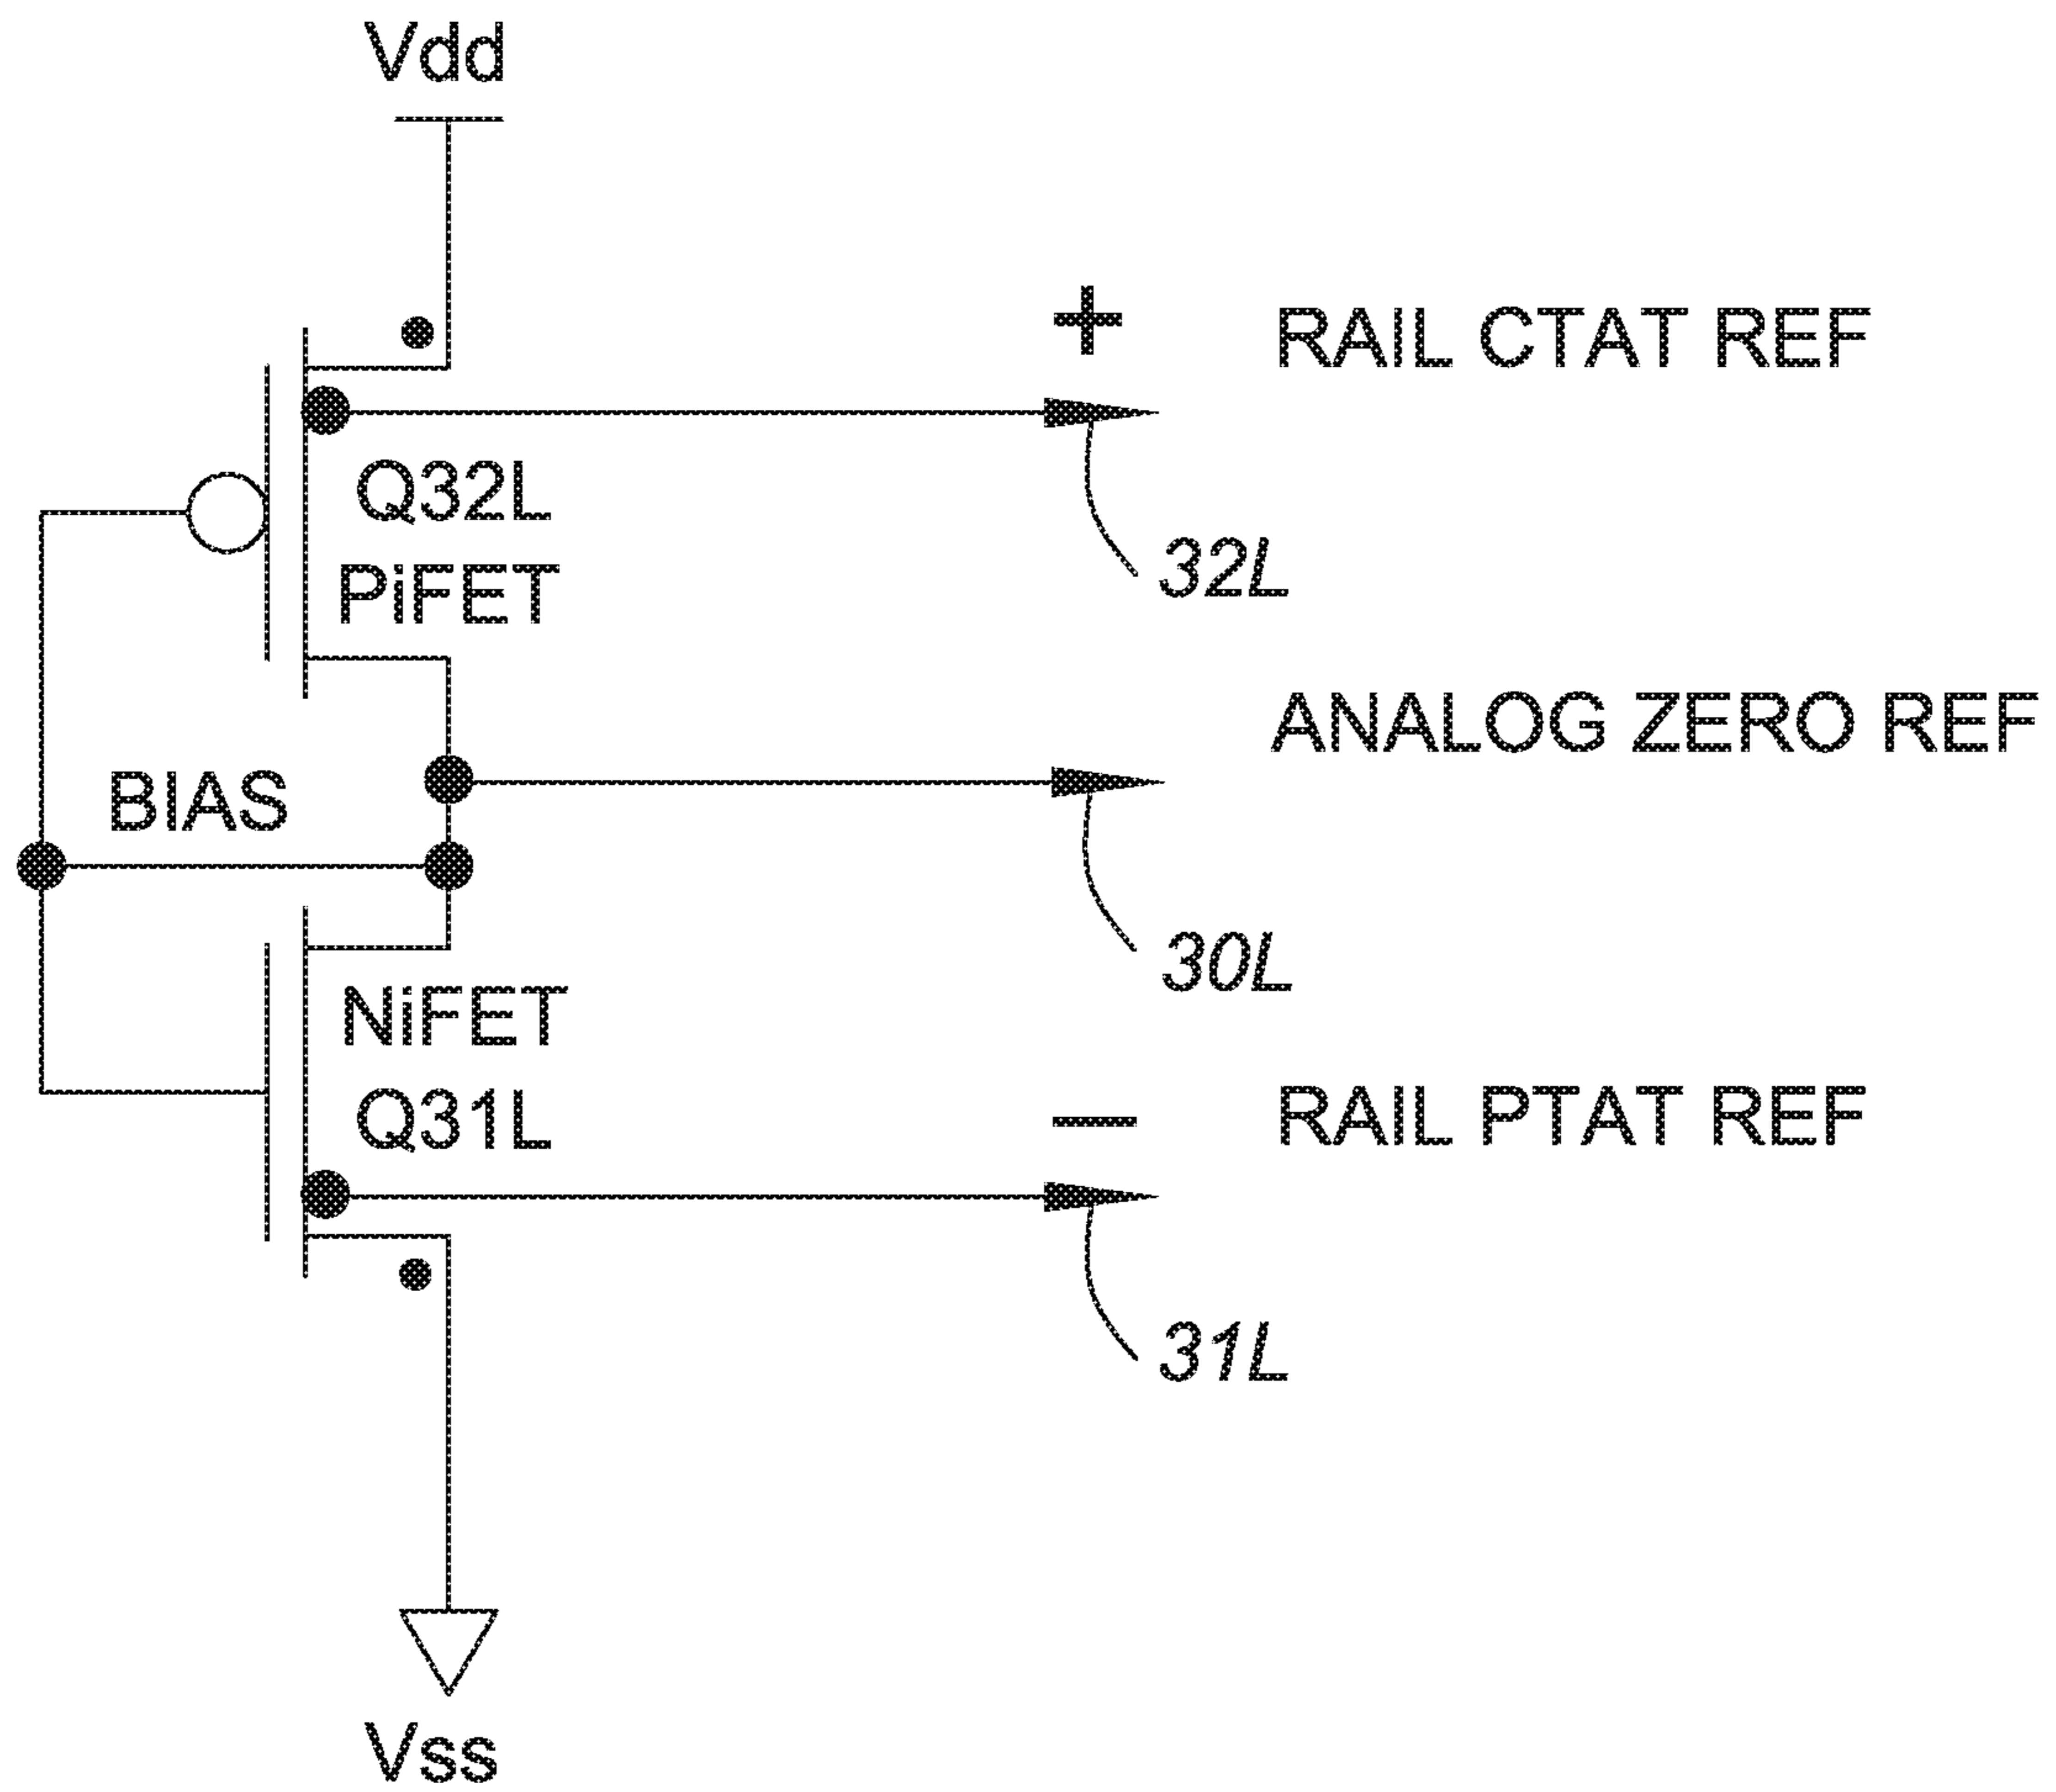 Vdd
+ RAIL CTAT REF
Q32L
PiFET
32L
ANALOG ZERO REF
BIAS
30L
NiFET
Q31L
− RAIL PTAT REF
31L
Vss